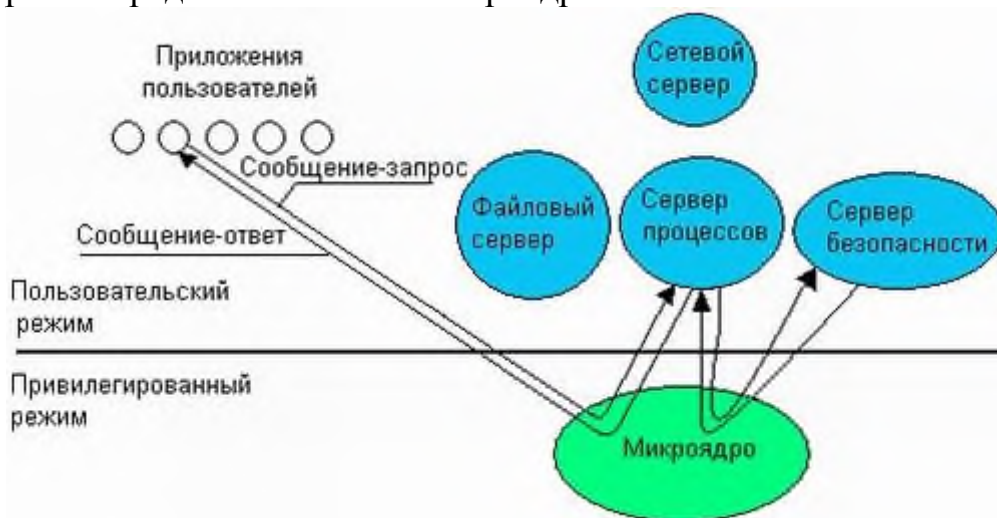 Приложения
пользователей
Сетевой
сервер
Сообщение-запрос
Файловый
сервер
Сервер
процессов
Сервер
безопасности
Сообщение-ответ
Пользовательский
режим
Привилегированный
режим
Микроядро